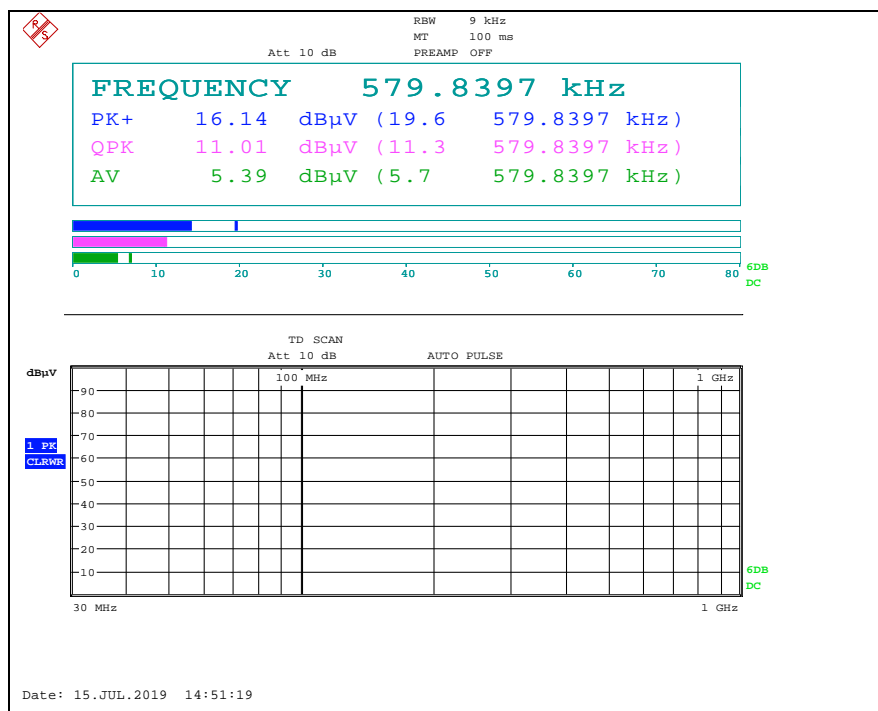 R S
RBW 9 kHz
MT 100 ms
Att 10 dB PREAMP OFF
FREQUENCY 579.8397 kHz
PK+ 16.14 dBµV (19.6 579.8397 kHz)
QPK 11.01 dBµV (11.3 579.8397 kHz)
AV 5.39 dBµV (5.7 579.8397 kHz)
0 10 20 30 40 50 60 70 80
6DB
DC
TD SCAN
Att 10 dB AUTO PULSE
dBµV
100 MHz 1 GHz
90
80
70
1 PK
CLRWR
60
50
40
30
20
10
6DB
DC
30 MHz 1 GHz
Date: 15.JUL.2019 14:51:19